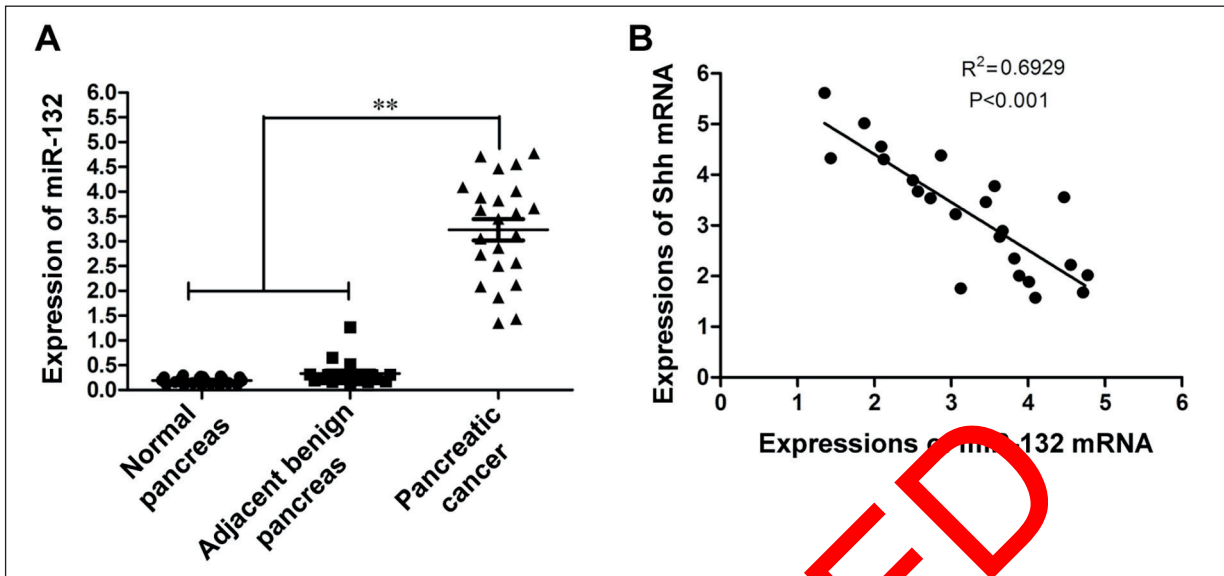 A
Expression of miR-132
6.0
5.5
5.0
4.5
4.0
3.5
3.0
2.5
2.0
1.5
1.0
0.5
0.0
**
Normal
pancreas
Adjacent benign
pancreas
Pancreatic
cancer
B
R²=0.6929
P<0.001
Expressions of Shh mRNA
6
5
4
3
2
1
0
0 1 2 3 4 5 6
Expressions of miR-132 mRNA
ED